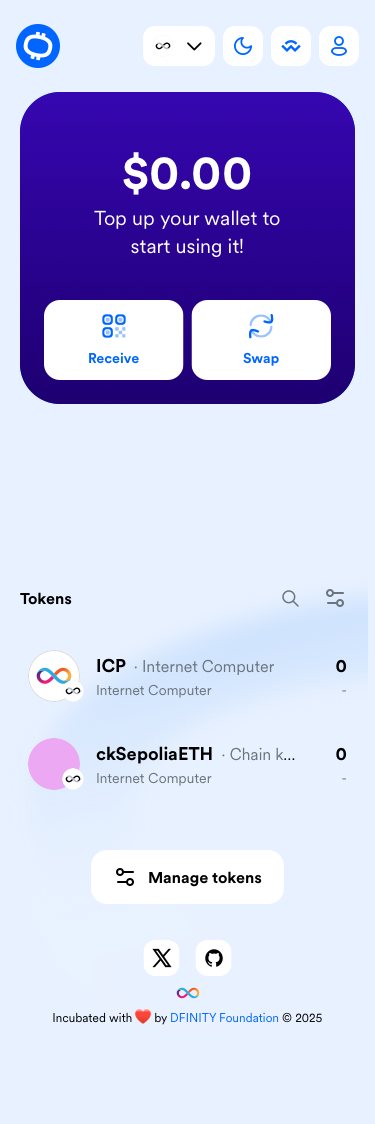 $0.00
Top up your wallet to
start using it!
Receive
Swap
Tokens
ICP · Internet Computer 0
Internet Computer -
ckSepoliaETH · Chain k... 0
Internet Computer -
Manage tokens
Incubated with ❤️ by DFINITY Foundation © 2025